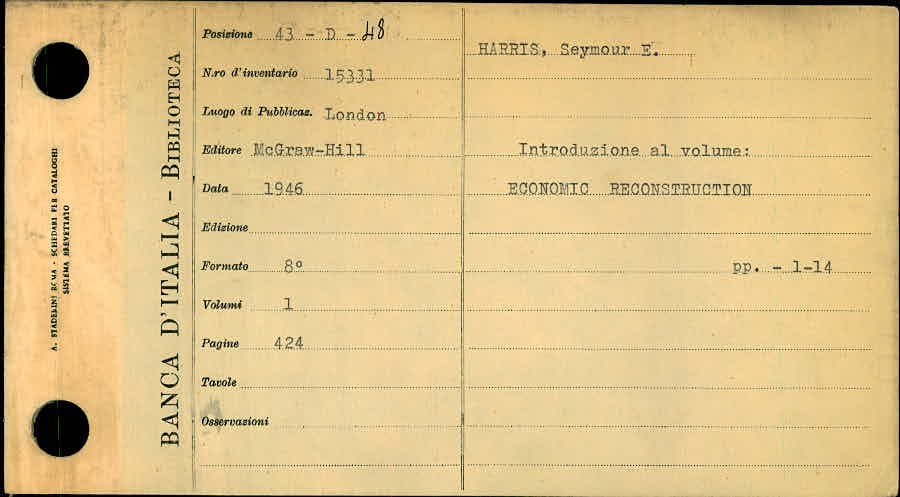 A. STADERINI ROMA - SCHEDARI PER CATALOGHI
SISTEMA BREVETTATO
BANCA D'ITALIA - BIBLIOTECA
Posizione 43 - D - 48
N.ro d'inventario 15331
Luogo di Pubblicaz. London
Editore McGraw-Hill
Data 1946
Edizione
Formato 8°
Volumi 1
Pagine 424
Tavole
Osservazioni
HARRIS, Seymour E.
Introduzione al volume:
ECONOMIC RECONSTRUCTION
pp. - 1-14